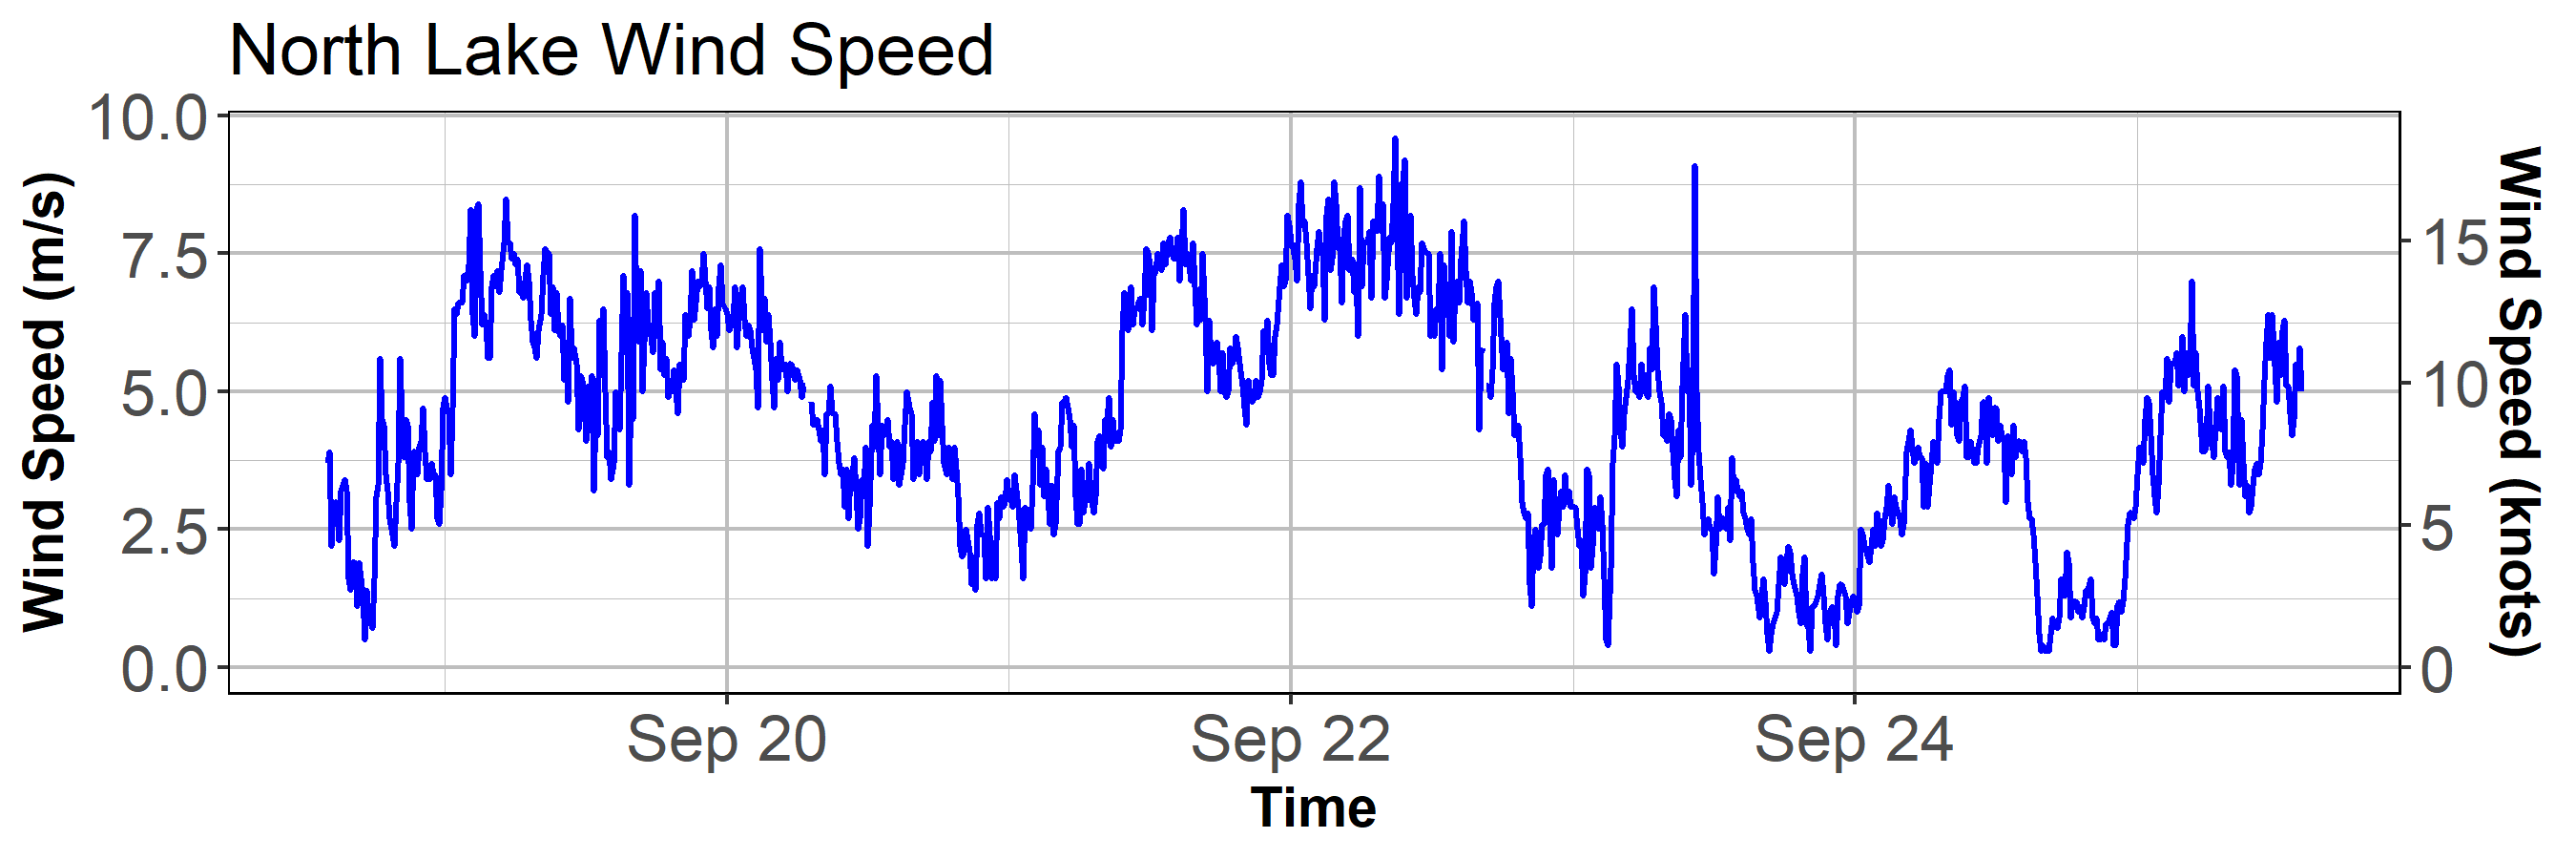 North Lake Wind Speed
Wind Speed (m/s)
10.0
7.5
5.0
2.5
0.0
15
10
5
0
Wind Speed (knots)
Sep 20
Sep 22
Sep 24
Time